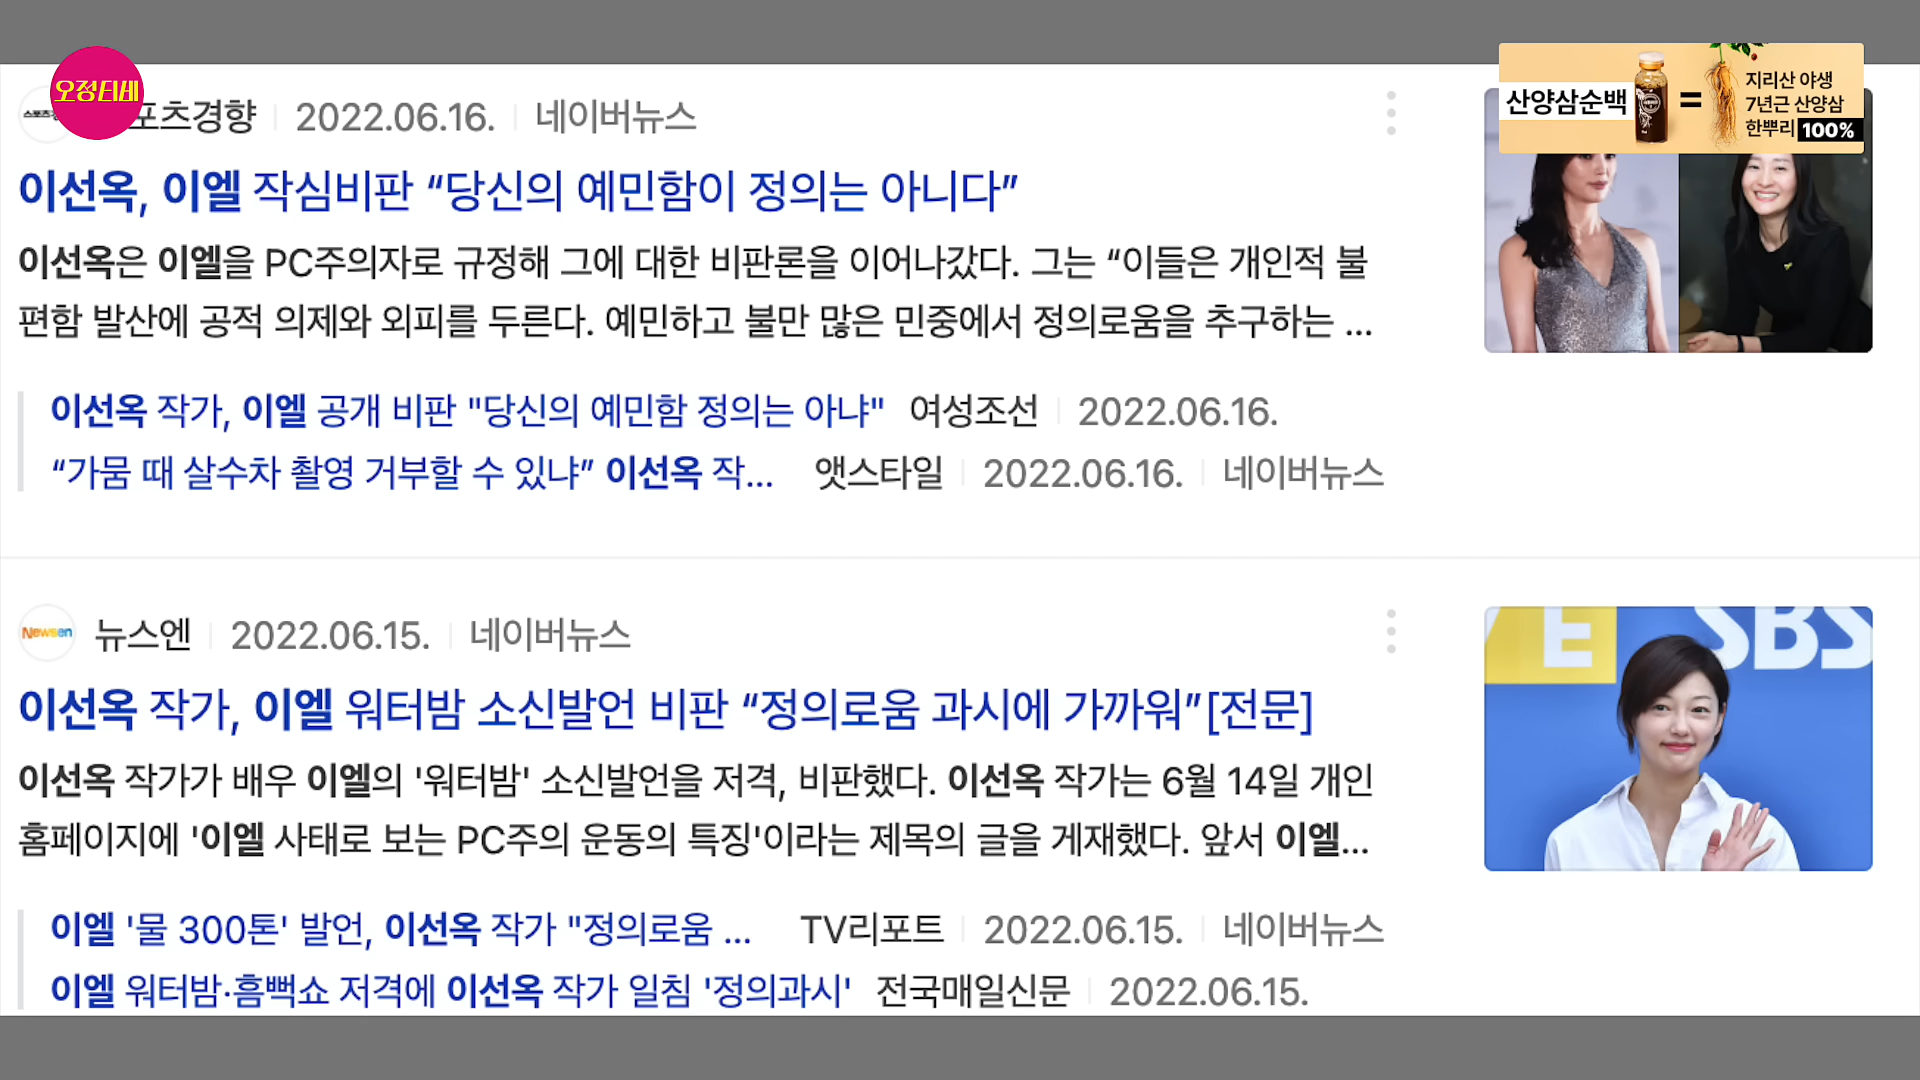 오정티비
포츠경향 2022.06.16. 네이버뉴스
산양삼순백 = 지리산 야생
7년근 산양삼
한뿌리 100%
이선옥, 이엘 작심비판 “당신의 예민함이 정의는 아니다”
이선옥은 이엘을 PC주의자로 규정해 그에 대한 비판론을 이어나갔다. 그는 “이들은 개인적 불
편함 발산에 공적 의제와 외피를 두른다. 예민하고 불만 많은 민중에서 정의로움을 추구하는 ...
이선옥 작가, 이엘 공개 비판 "당신의 예민함 정의는 아냐" 여성조선 2022.06.16.
“가뭄 때 살수차 촬영 거부할 수 있냐” 이선옥 작... 앳스타일 2022.06.16. 네이버뉴스
Newsen 뉴스엔 2022.06.15. 네이버뉴스
이선옥 작가, 이엘 워터밤 소신발언 비판 “정의로움 과시에 가까워”[전문]
이선옥 작가가 배우 이엘의 '워터밤' 소신발언을 저격, 비판했다. 이선옥 작가는 6월 14일 개인
홈페이지에 '이엘 사태로 보는 PC주의 운동의 특징'이라는 제목의 글을 게재했다. 앞서 이엘...
E SBS
이엘 '물 300톤' 발언, 이선옥 작가 "정의로움 ... TV리포트 2022.06.15. 네이버뉴스
이엘 워터밤·흠뻑쇼 저격에 이선옥 작가 일침 '정의과시' 전국매일신문 2022.06.15.